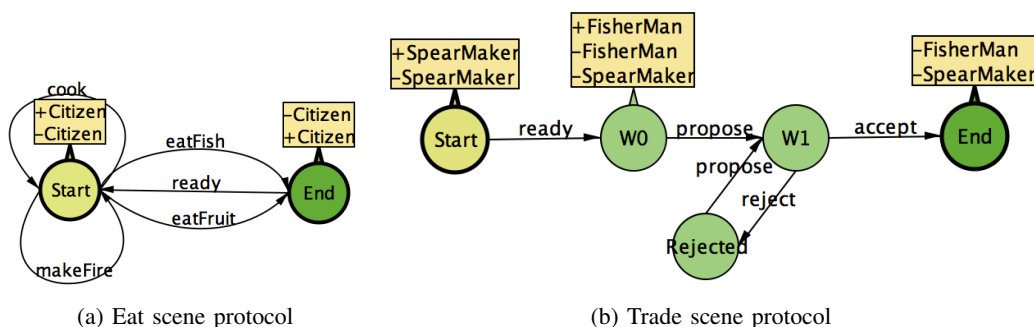 cook
+Citizen
−Citizen
Start
makeFire
eatFish
ready
eatFruit
−Citizen
+Citizen
End
(a) Eat scene protocol
+SpearMaker
−SpearMaker
Start
ready
+FisherMan
−FisherMan
−SpearMaker
W0
propose
W1
propose
reject
Rejected
accept
−FisherMan
−SpearMaker
End
(b) Trade scene protocol